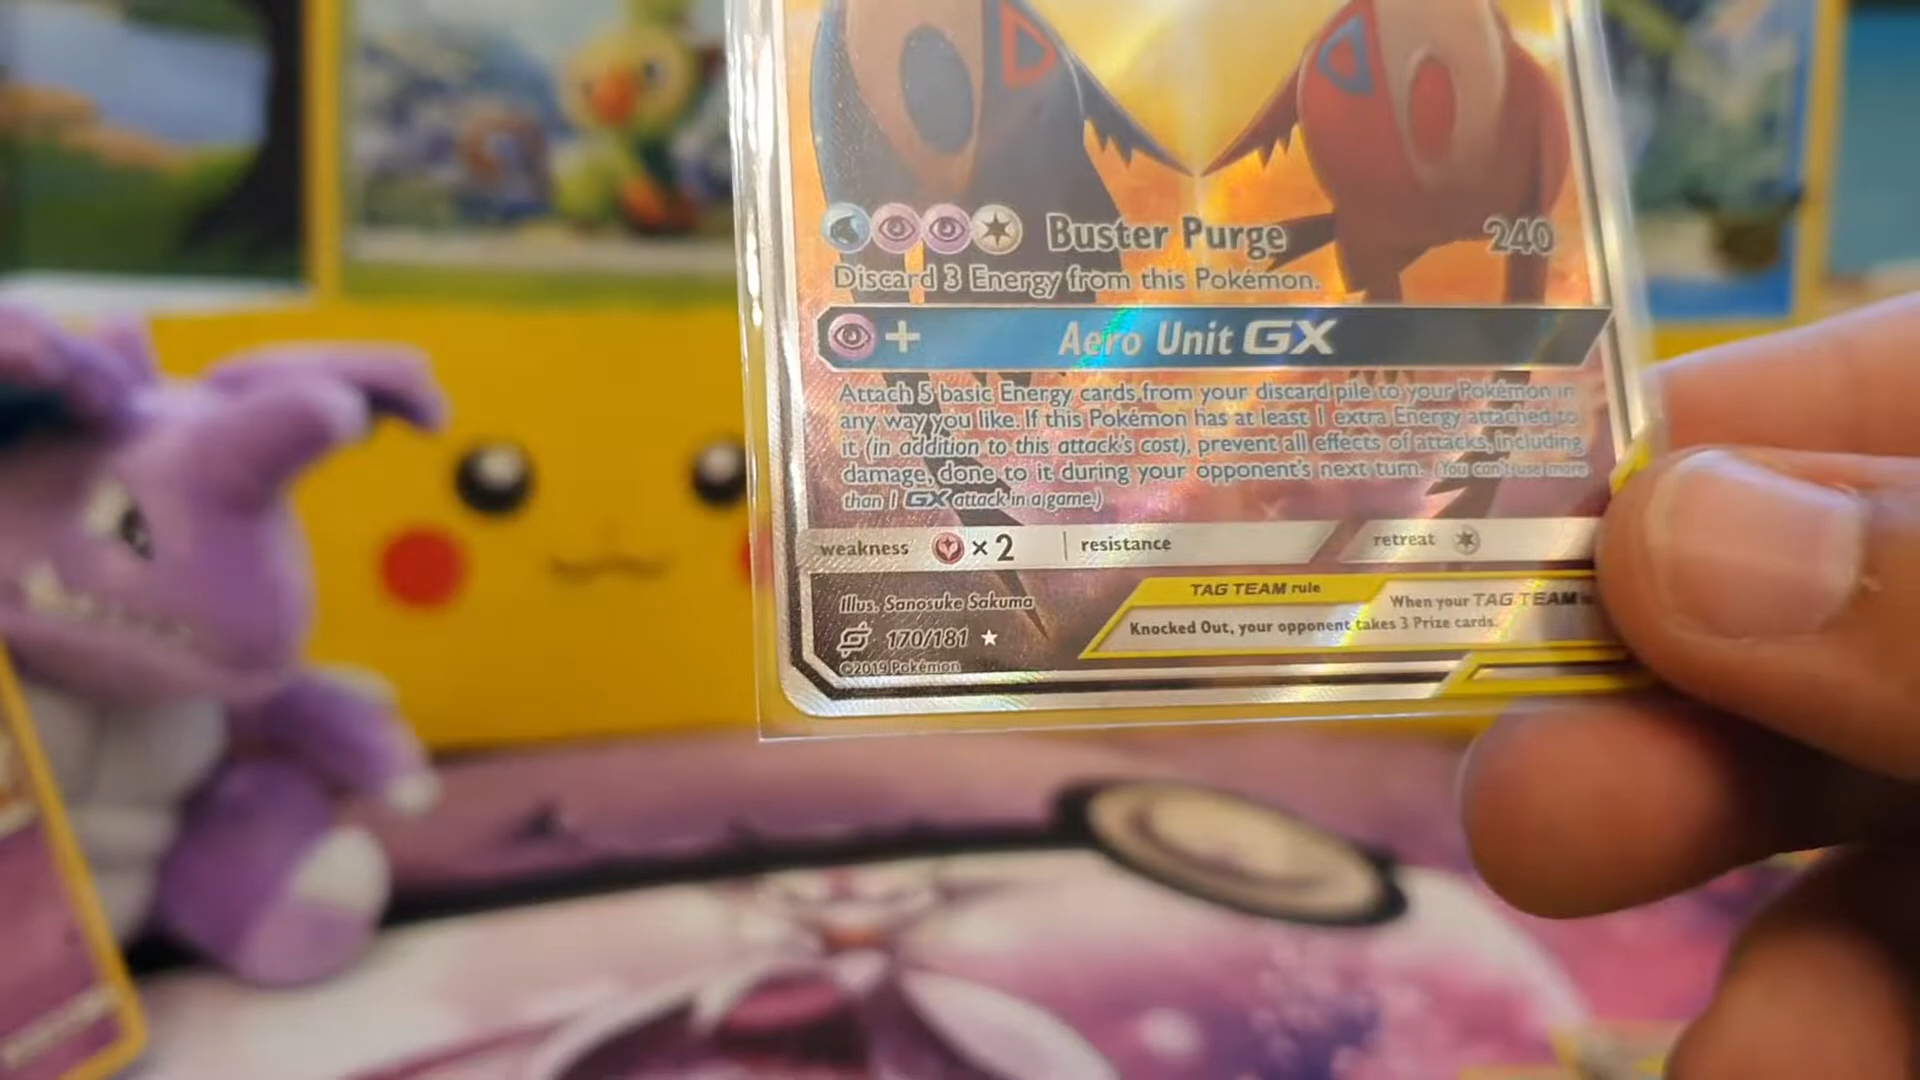 Buster Purge 240
Discard 3 Energy from this Pokémon.
+ Aero Unit GX
Attach 5 basic Energy cards from your discard pile to your Pokémon in
any way you like. If this Pokémon has at least 1 extra Energy attached to
it (in addition to this attack's cost), prevent all effects of attacks, including
damage, done to it during your opponent's next turn. (You can't use more
than 1 GX attack in a game.)
weakness ×2 resistance retreat
TAG TEAM rule
When your TAG TEAM
Knocked Out, your opponent takes 3 Prize cards.
Illus. Sanosuke Sakuma
170/181
©2019 Pokémon